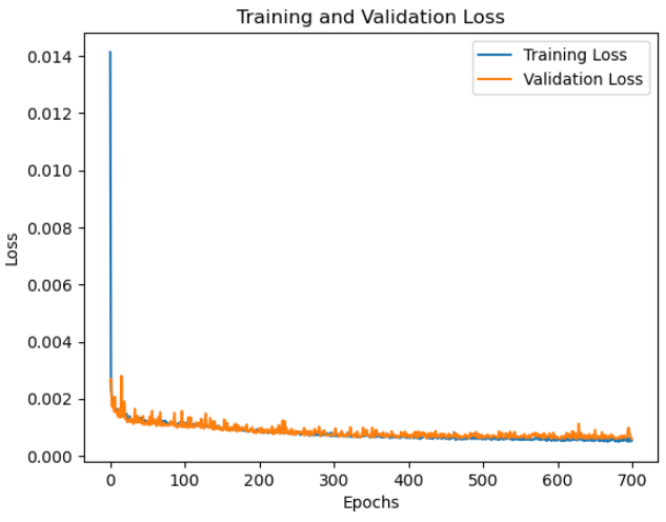 Training and Validation Loss
Training Loss
Validation Loss
0.014
0.012
0.010
0.008
0.006
0.004
0.002
0.000
Loss
0 100 200 300 400 500 600 700
Epochs